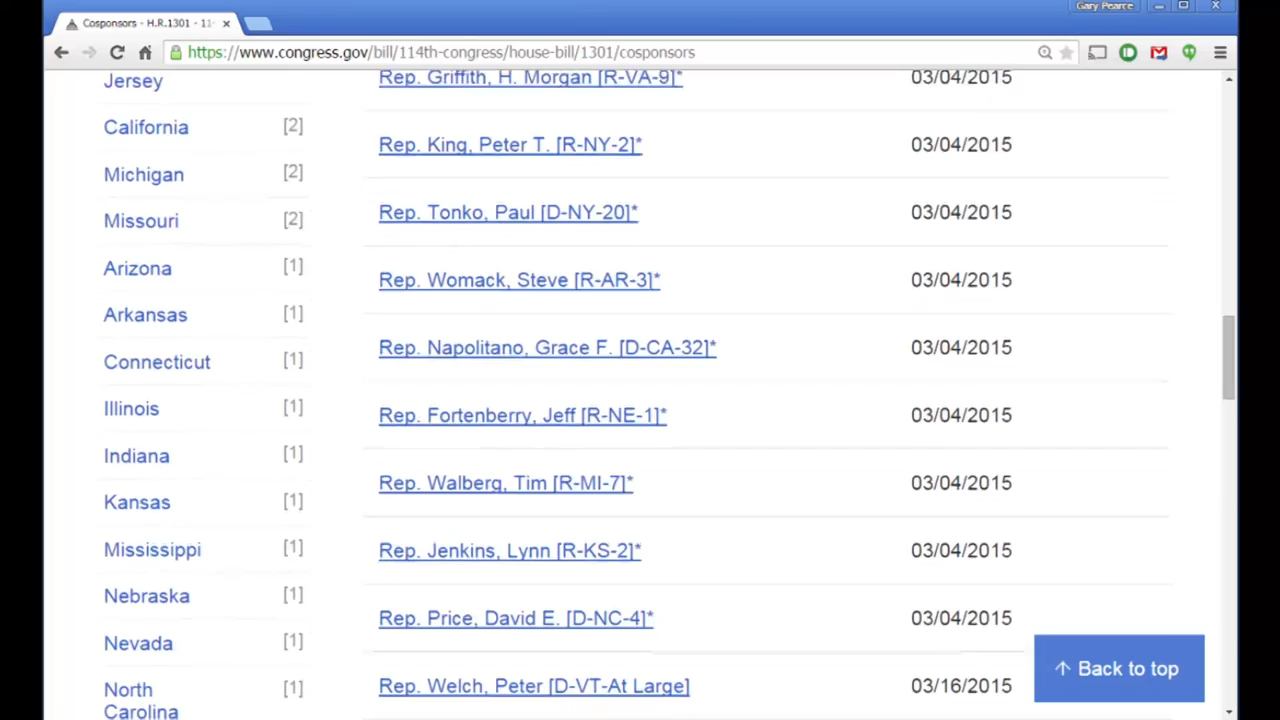 Gary Pearce
Cosponsors - H.R.1301 - 11
https://www.congress.gov/bill/114th-congress/house-bill/1301/cosponsors
Jersey
California [2]
Michigan [2]
Missouri [2]
Arizona [1]
Arkansas [1]
Connecticut [1]
Illinois [1]
Indiana [1]
Kansas [1]
Mississippi [1]
Nebraska [1]
Nevada [1]
North [1]
Carolina
Rep. Griffith, H. Morgan [R-VA-9]* 03/04/2015
Rep. King, Peter T. [R-NY-2]* 03/04/2015
Rep. Tonko, Paul [D-NY-20]* 03/04/2015
Rep. Womack, Steve [R-AR-3]* 03/04/2015
Rep. Napolitano, Grace F. [D-CA-32]* 03/04/2015
Rep. Fortenberry, Jeff [R-NE-1]* 03/04/2015
Rep. Walberg, Tim [R-MI-7]* 03/04/2015
Rep. Jenkins, Lynn [R-KS-2]* 03/04/2015
Rep. Price, David E. [D-NC-4]* 03/04/2015
Rep. Welch, Peter [D-VT-At Large] 03/16/2015
↑ Back to top